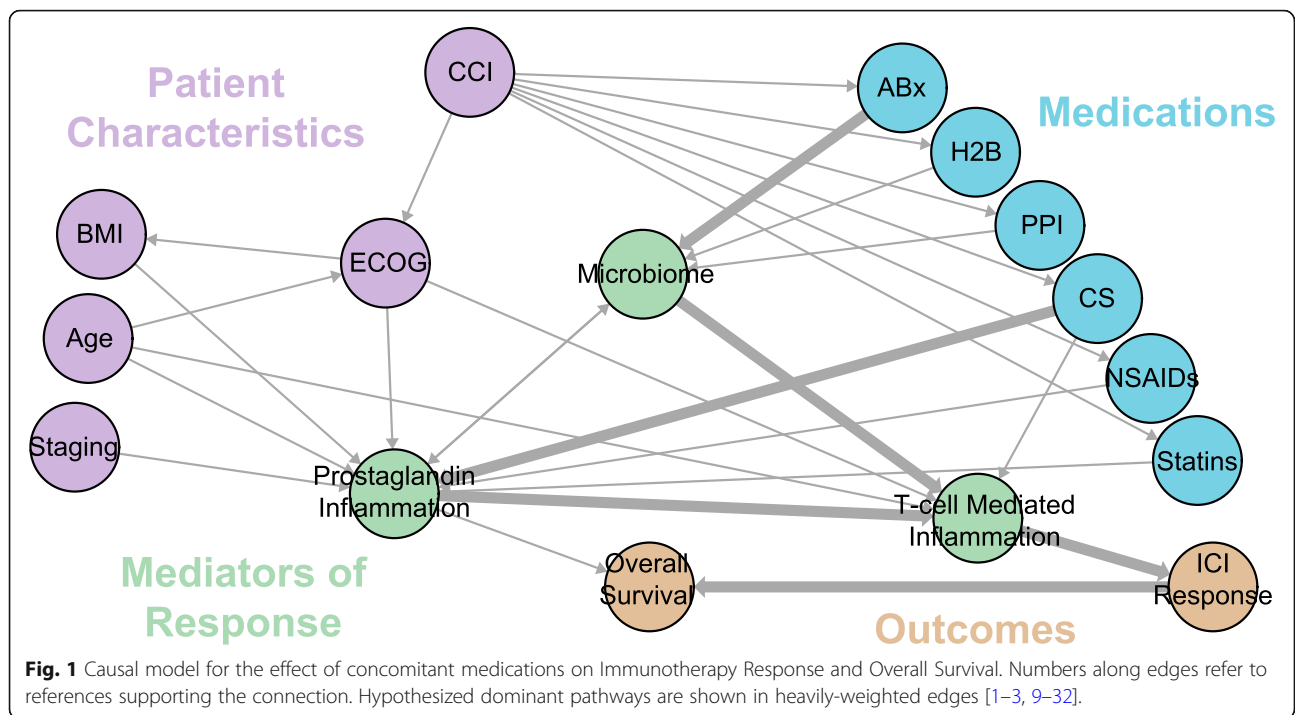 Patient
Characteristics
CCI
ABx
Medications
H2B
PPI
BMI
ECOG
Microbiome
CS
Age
NSAIDs
Staging
Statins
Prostaglandin
Inflammation
T-cell Mediated
Inflammation
Mediators of
Response
Overall
Survival
ICI
Response
Outcomes
Fig. 1 Causal model for the effect of concomitant medications on Immunotherapy Response and Overall Survival. Numbers along edges refer to
references supporting the connection. Hypothesized dominant pathways are shown in heavily-weighted edges [1–3, 9–32].